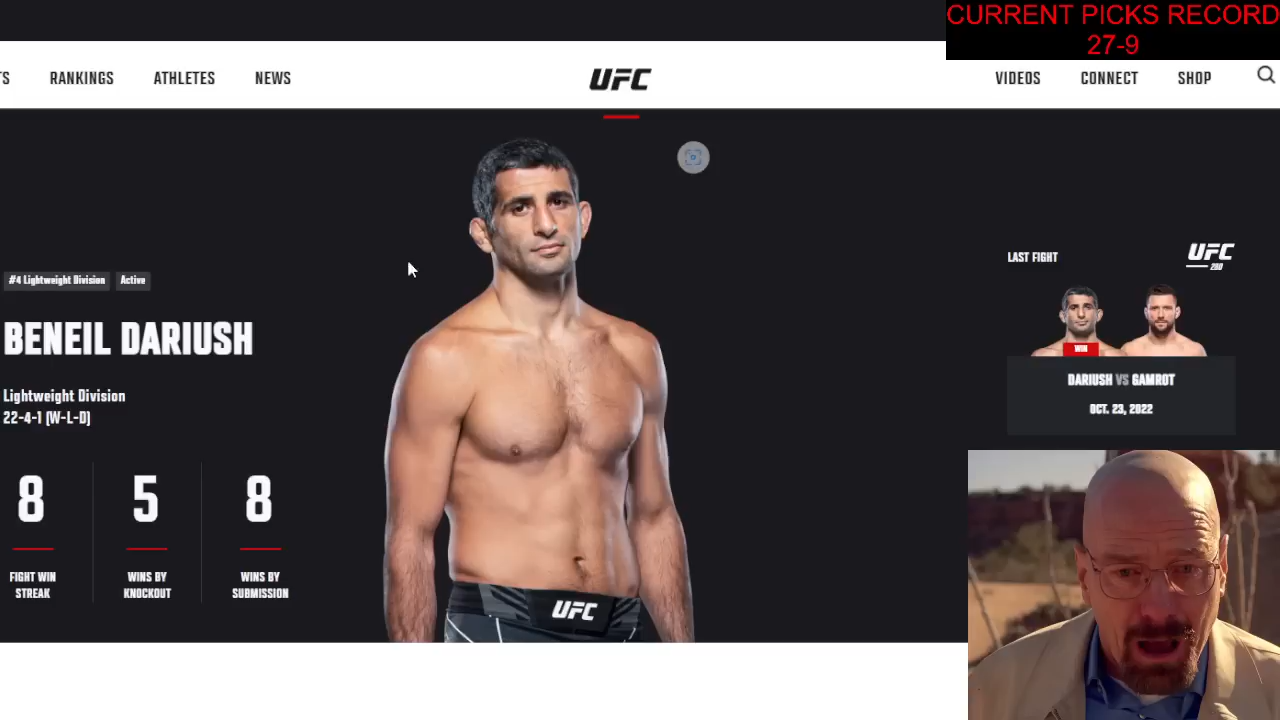 CURRENT PICKS RECORD
27-9
RANKINGS
ATHLETES
NEWS
UFC
VIDEOS
CONNECT
SHOP
#4 Lightweight Division
Active
BENEIL DARIUSH
Lightweight Division
22-4-1 (W-L-D)
8
5
8
FIGHT WIN
STREAK
WINS BY
KNOCKOUT
WINS BY
SUBMISSION
UFC
LAST FIGHT
UFC
280
WIN
DARIUSH VS GAMROT
OCT. 23, 2022